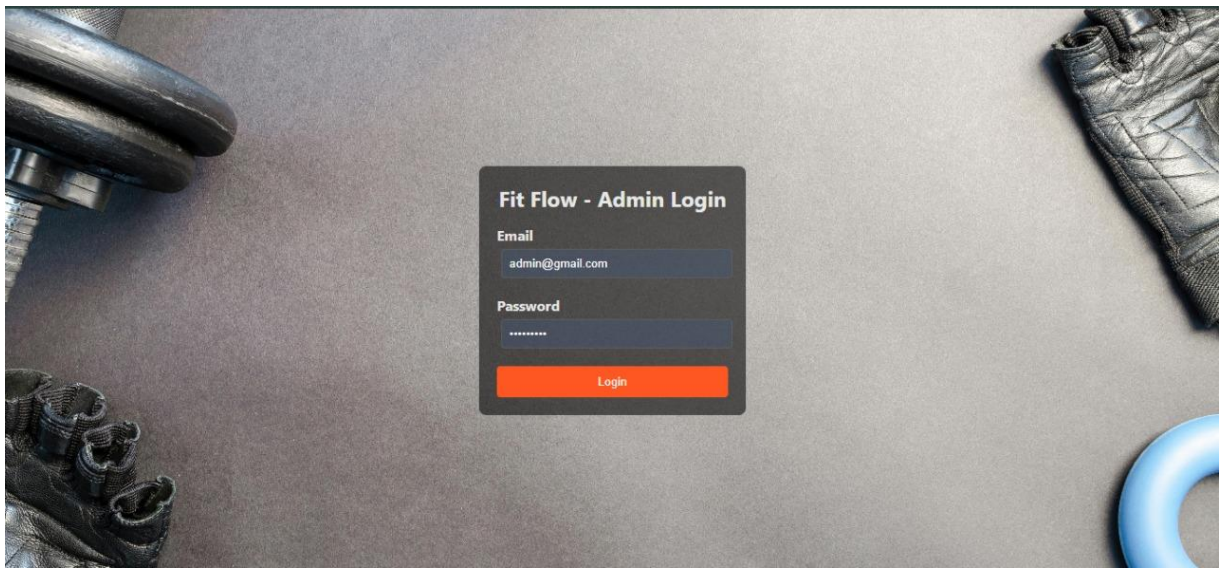 Fit Flow - Admin Login
Email
admin@gmail.com
Password
•••••••••
Login